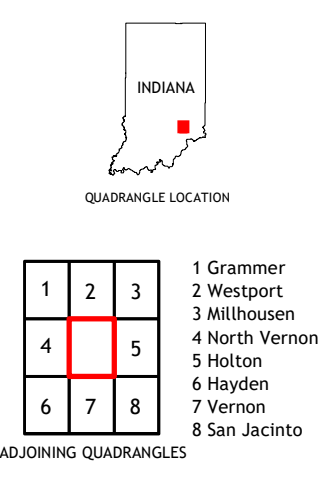 INDIANA
QUADRANGLE LOCATION
1 2 3
4 5
6 7 8
ADJOINING QUADRANGLES
1 Grammer
2 Westport
3 Millhousen
4 North Vernon
5 Holton
6 Hayden
7 Vernon
8 San Jacinto